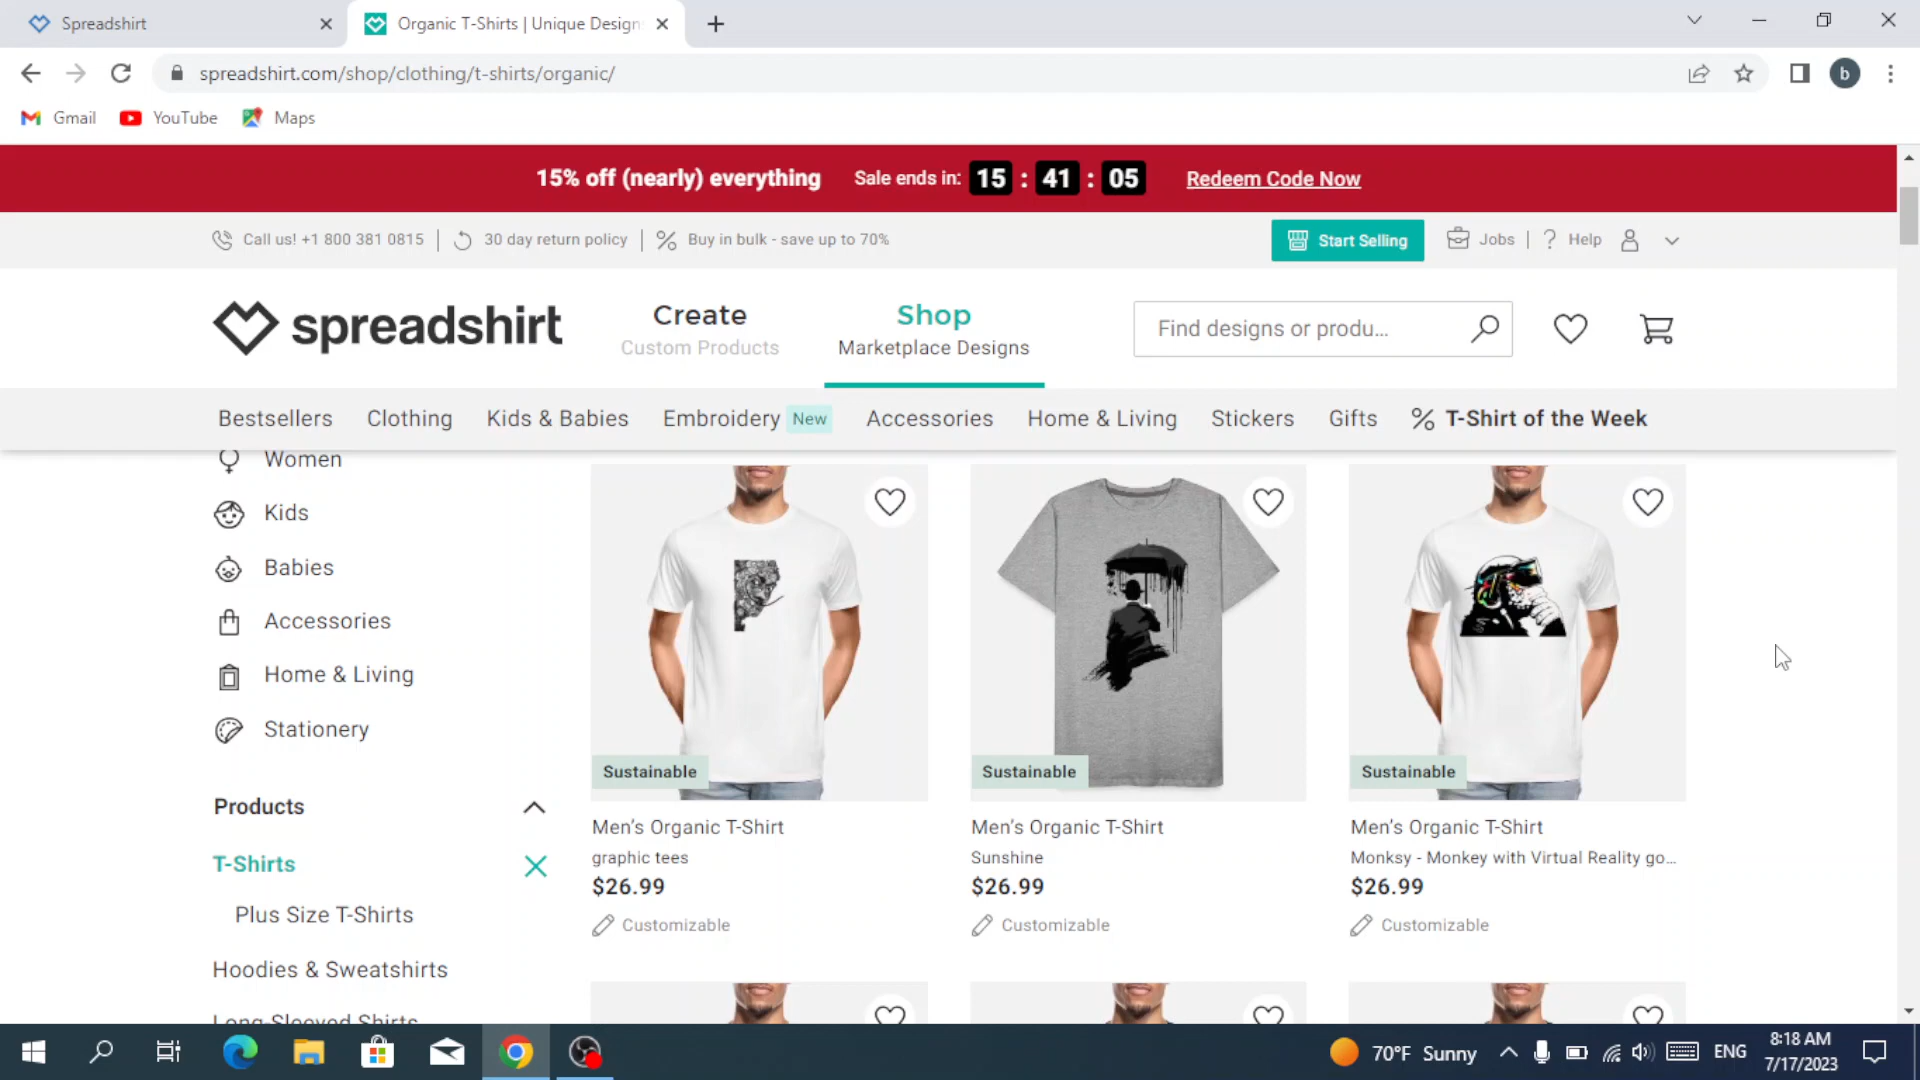 Spreadshirt
Organic T-Shirts | Unique Design
spreadshirt.com/shop/clothing/t-shirts/organic/
b
Gmail
YouTube
Maps
15% off (nearly) everything
Sale ends in: 15 : 41 : 05
Redeem Code Now
Call us! +1 800 381 0815
30 day return policy
Buy in bulk - save up to 70%
Start Selling
Jobs
Help
spreadshirt
Create
Custom Products
Shop
Marketplace Designs
Find designs or produ...
Bestsellers
Clothing
Kids & Babies
Embroidery New
Accessories
Home & Living
Stickers
Gifts
T-Shirt of the Week
Women
Kids
Babies
Accessories
Home & Living
Stationery
Products
T-Shirts
Plus Size T-Shirts
Hoodies & Sweatshirts
Long-Sleeved Shirts
Sustainable
Men's Organic T-Shirt
graphic tees
$26.99
Customizable
Sustainable
Men's Organic T-Shirt
Sunshine
$26.99
Customizable
Sustainable
Men's Organic T-Shirt
Monksy - Monkey with Virtual Reality go...
$26.99
Customizable
70°F Sunny
ENG
8:18 AM
7/17/2023